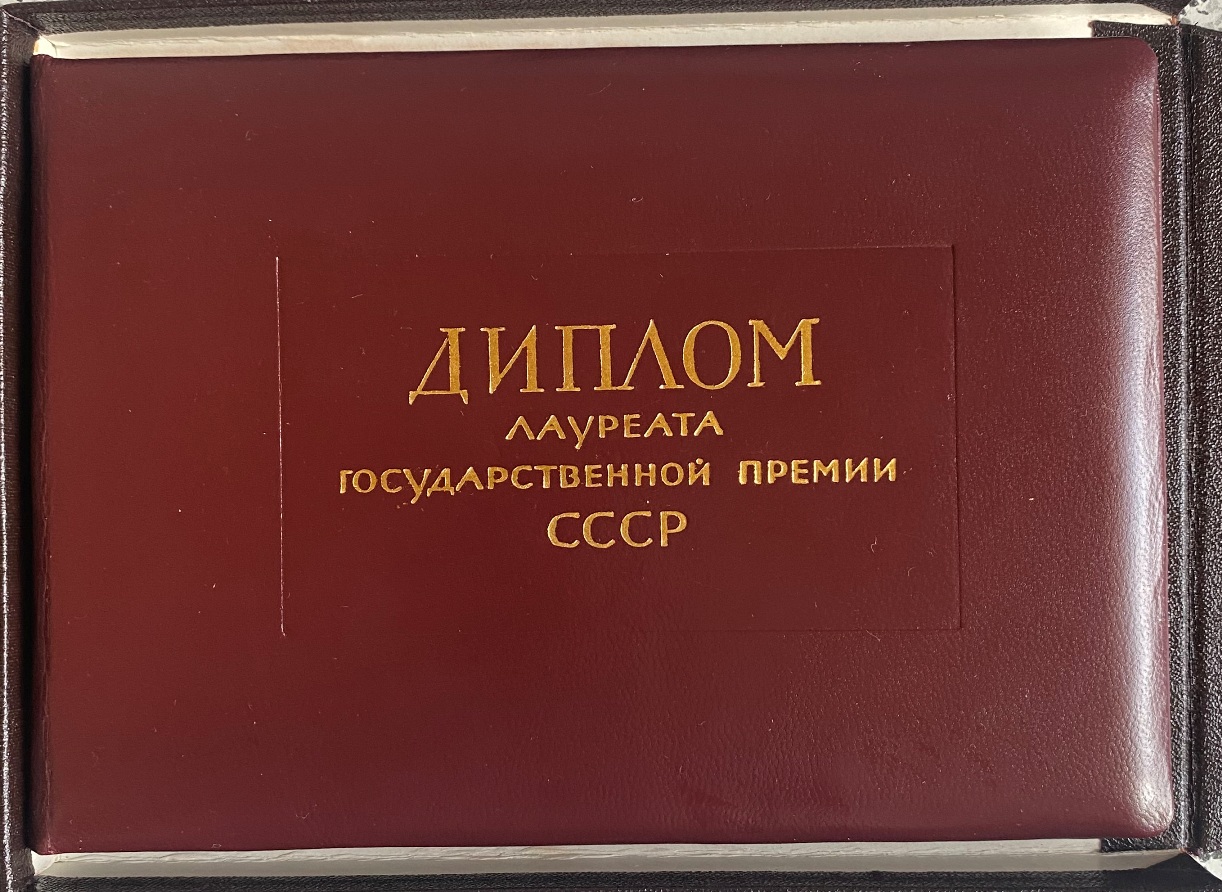 ДИПЛОМ
ЛАУРЕАТА
ГОСУДАРСТВЕННОЙ ПРЕМИИ
СССР